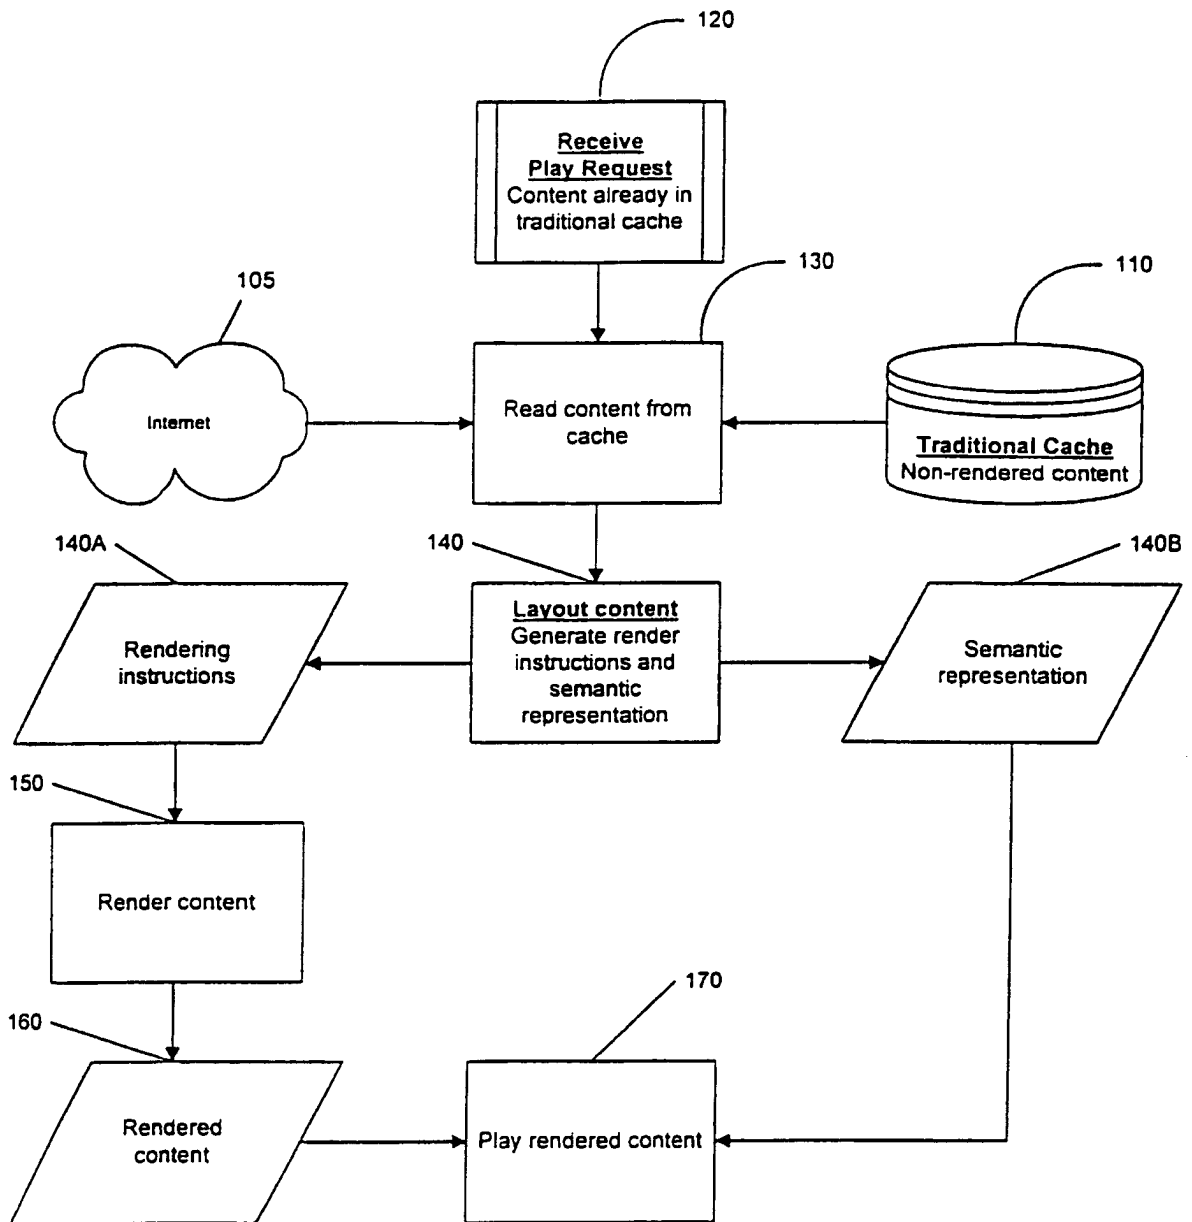 120
Receive
Play Request
Content already in
traditional cache
105
130
110
Internet
Read content from
cache
Traditional Cache
Non-rendered content
140A
140
140B
Rendering
instructions
Layout content
Generate render
instructions and
semantic
representation
Semantic
representation
150
Render content
160
170
Rendered
content
Play rendered content